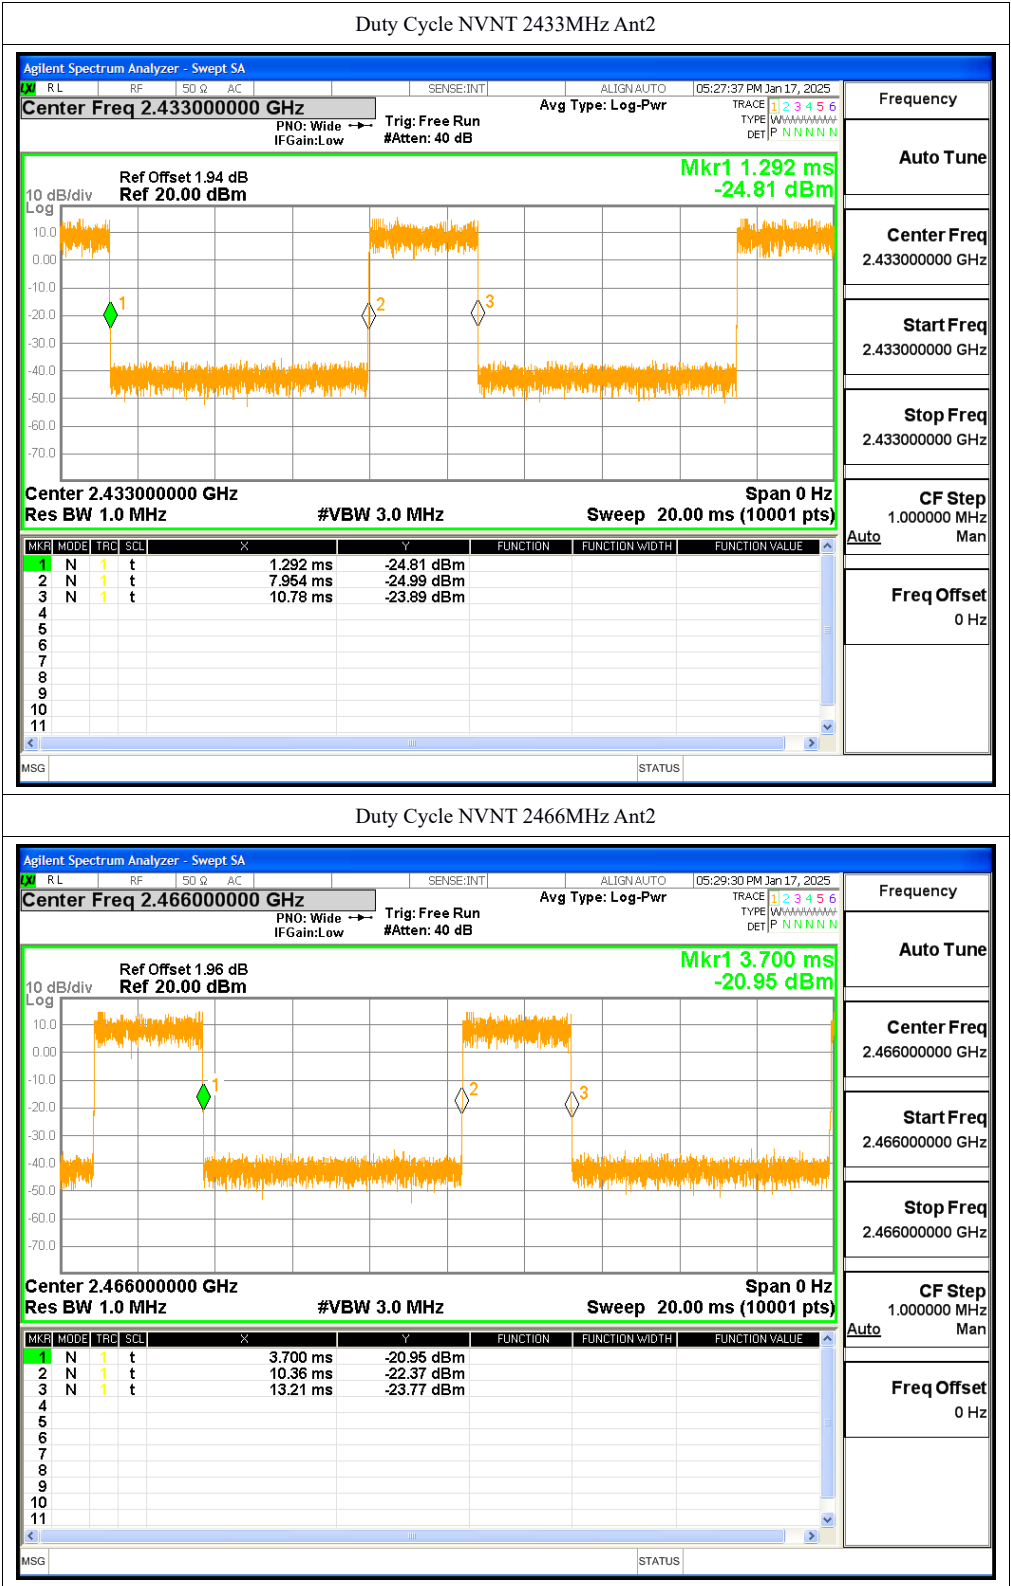 Duty Cycle NVNT 2433MHz Ant2
Agilent Spectrum Analyzer - Swept SA
LXI RL RF 50 Ω AC SENSE:INT ALIGN AUTO 05:27:37 PM Jan 17, 2025
Center Freq 2.433000000 GHz
PNO: Wide
IFGain:Low
Trig: Free Run
#Atten: 40 dB
Avg Type: Log-Pwr
TRACE 1 2 3 4 5 6
TYPE W
DET P N N N N N
Mkr1 1.292 ms
-24.81 dBm
Ref Offset 1.94 dB
Ref 20.00 dBm
10 dB/div
Log
10.0
0.00
-10.0
-20.0
-30.0
-40.0
-50.0
-60.0
-70.0
1
2
3
Center 2.433000000 GHz Span 0 Hz
Res BW 1.0 MHz #VBW 3.0 MHz Sweep 20.00 ms (10001 pts)
MKR MODE TRC SCL X Y FUNCTION FUNCTION WIDTH FUNCTION VALUE
1 N 1 t 1.292 ms -24.81 dBm
2 N 1 t 7.954 ms -24.99 dBm
3 N 1 t 10.78 ms -23.89 dBm
4
5
6
7
8
9
10
11
MSG STATUS
Frequency
Auto Tune
Center Freq
2.433000000 GHz
Start Freq
2.433000000 GHz
Stop Freq
2.433000000 GHz
CF Step
1.000000 MHz
Auto Man
Freq Offset
0 Hz
Duty Cycle NVNT 2466MHz Ant2
Agilent Spectrum Analyzer - Swept SA
LXI RL RF 50 Ω AC SENSE:INT ALIGN AUTO 05:29:30 PM Jan 17, 2025
Center Freq 2.466000000 GHz
PNO: Wide
IFGain:Low
Trig: Free Run
#Atten: 40 dB
Avg Type: Log-Pwr
TRACE 1 2 3 4 5 6
TYPE W
DET P N N N N N
Mkr1 3.700 ms
-20.95 dBm
Ref Offset 1.96 dB
Ref 20.00 dBm
10 dB/div
Log
10.0
0.00
-10.0
-20.0
-30.0
-40.0
-50.0
-60.0
-70.0
1
2
3
Center 2.466000000 GHz Span 0 Hz
Res BW 1.0 MHz #VBW 3.0 MHz Sweep 20.00 ms (10001 pts)
MKR MODE TRC SCL X Y FUNCTION FUNCTION WIDTH FUNCTION VALUE
1 N 1 t 3.700 ms -20.95 dBm
2 N 1 t 10.36 ms -22.37 dBm
3 N 1 t 13.21 ms -23.77 dBm
4
5
6
7
8
9
10
11
MSG STATUS
Frequency
Auto Tune
Center Freq
2.466000000 GHz
Start Freq
2.466000000 GHz
Stop Freq
2.466000000 GHz
CF Step
1.000000 MHz
Auto Man
Freq Offset
0 Hz